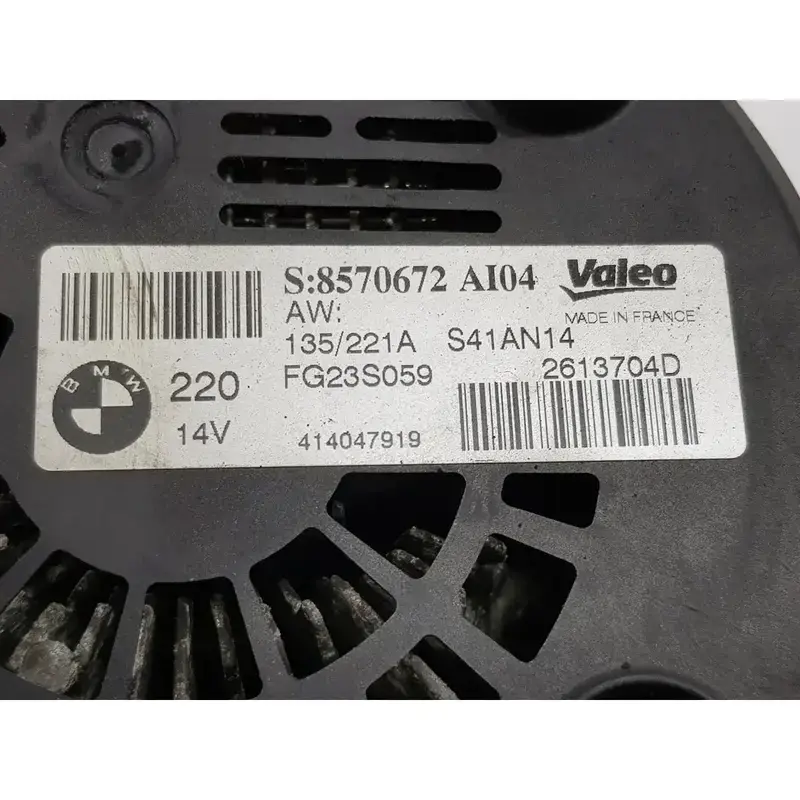 S:8570672 AI04 Valeo
AW: MADE IN FRANCE
135/221A S41AN14
BMW 220 FG23S059 2613704D
14V 414047919